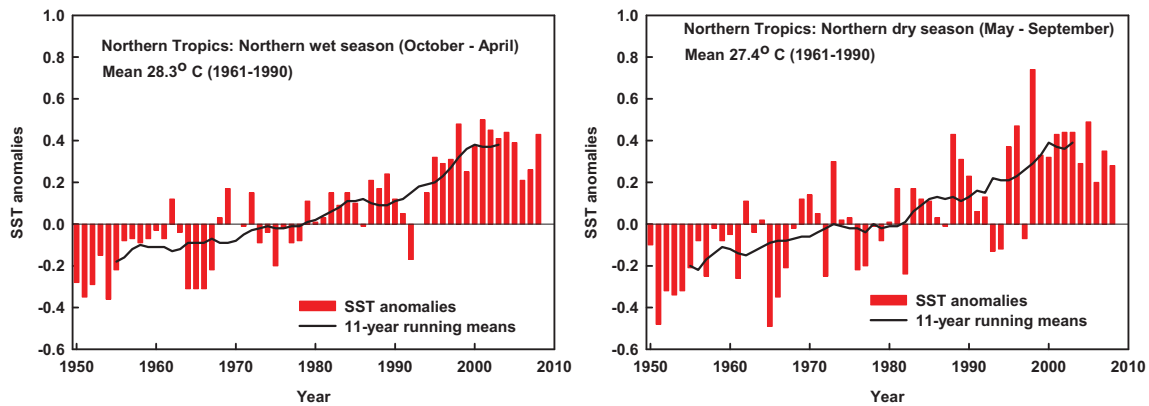 Northern Tropics: Northern wet season (October - April)
Mean 28.3° C (1961-1990)
SST anomalies
1.0
0.8
0.6
0.4
0.2
0.0
-0.2
-0.4
-0.6
SST anomalies
11-year running means
1950 1960 1970 1980 1990 2000 2010
Year
Northern Tropics: Northern dry season (May - September)
Mean 27.4° C (1961-1990)
SST anomalies
1.0
0.8
0.6
0.4
0.2
0.0
-0.2
-0.4
-0.6
SST anomalies
11-year running means
1950 1960 1970 1980 1990 2000 2010
Year